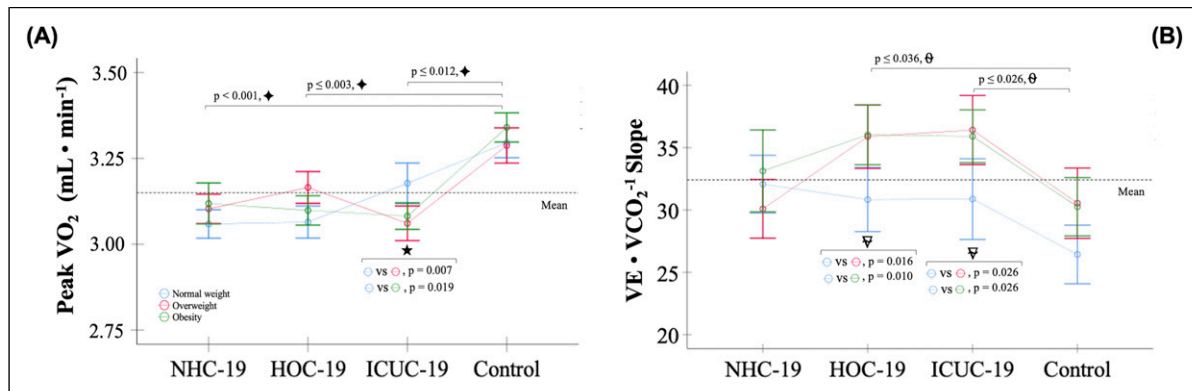 (A)
p ≤ 0.012, ✦
p ≤ 0.003, ✦
p < 0.001, ✦
3.50
3.25
3.00
2.75
Peak VO₂ (mL • min⁻¹)
Mean
★
vs , p = 0.007
vs , p = 0.019
Normal weight
Overweight
Obesity
NHC-19 HOC-19 ICUC-19 Control
(B)
p ≤ 0.036, θ
p ≤ 0.026, θ
40
35
30
25
20
VE • VCO₂⁻¹ Slope
Mean
vs , p = 0.016
vs , p = 0.010
vs , p = 0.026
vs , p = 0.026
NHC-19 HOC-19 ICUC-19 Control